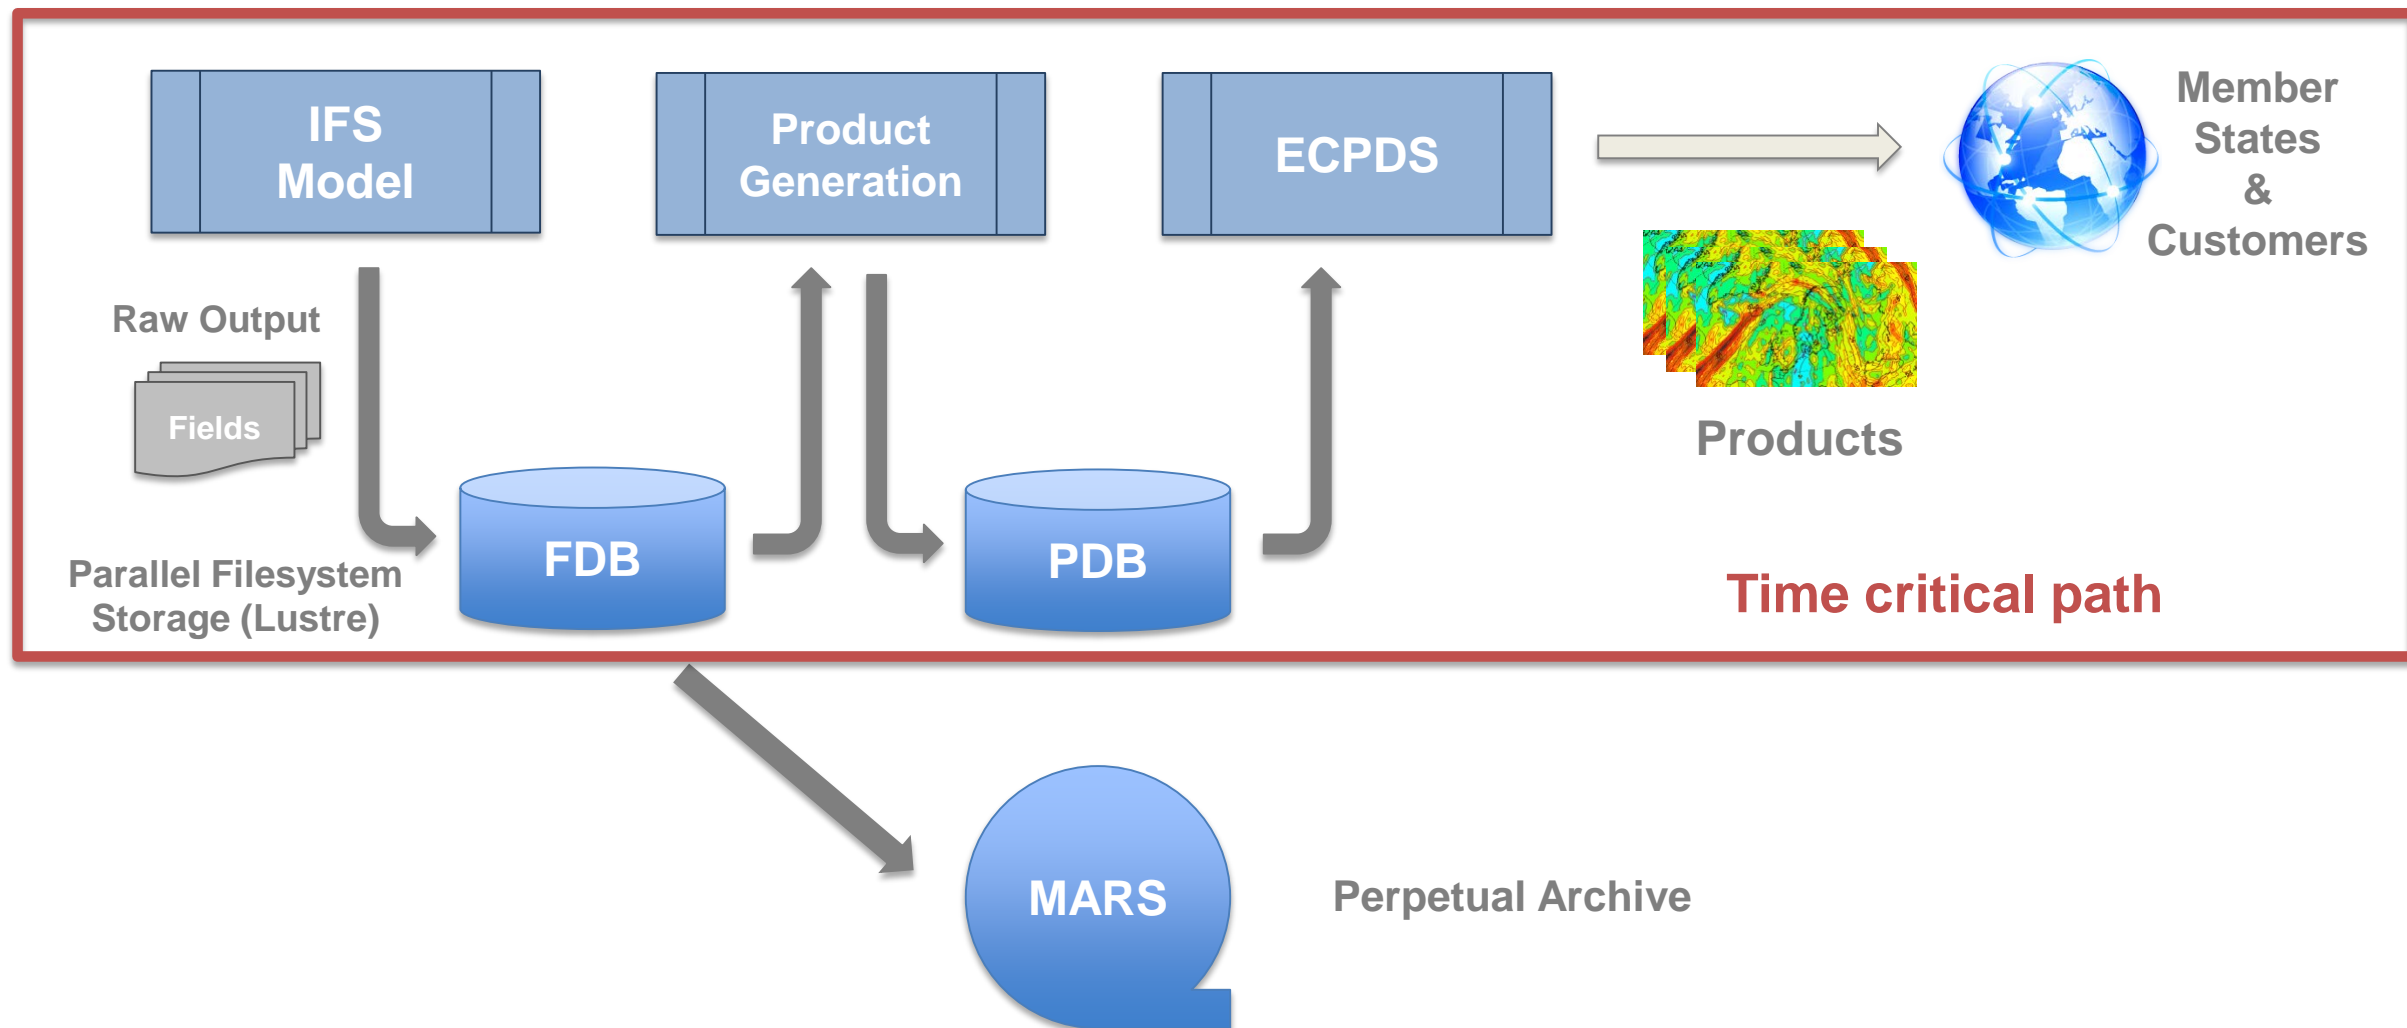 IFS
Model
Product
Generation
ECPDS
Member
States
&
Customers
Raw Output
Fields
Products
FDB
PDB
Parallel Filesystem
Storage (Lustre)
Time critical path
MARS
Perpetual Archive